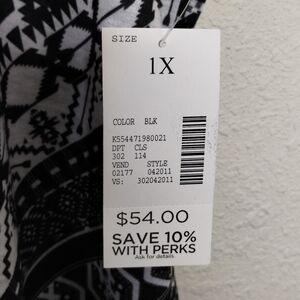 SIZE
1X
COLOR BLK
K554471980021
DPT CLS
302 114
VEND STYLE
02177 042011
VS: 302042011
$54.00
SAVE 10%
WITH PERKS
Ask for details.